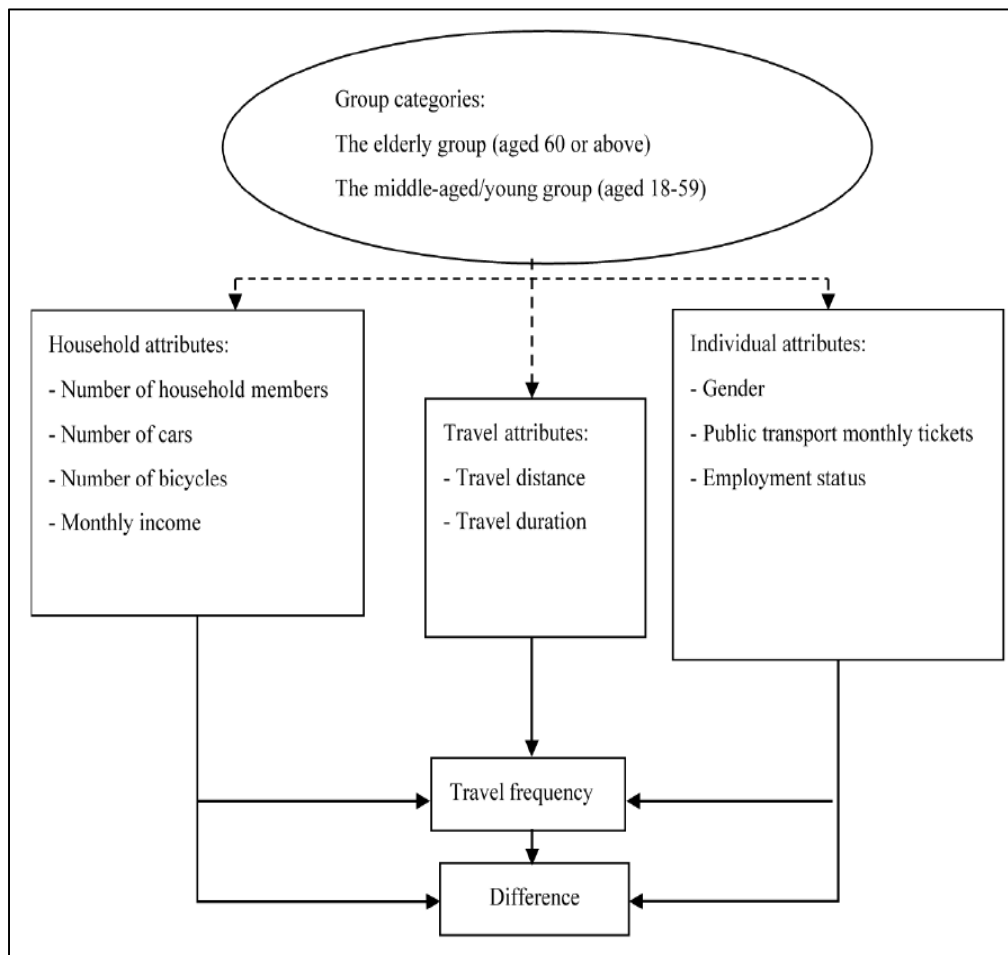 Group categories:
The elderly group (aged 60 or above)
The middle-aged/young group (aged 18-59)
Household attributes:
- Number of household members
- Number of cars
- Number of bicycles
- Monthly income
Travel attributes:
- Travel distance
- Travel duration
Individual attributes:
- Gender
- Public transport monthly tickets
- Employment status
Travel frequency
Difference